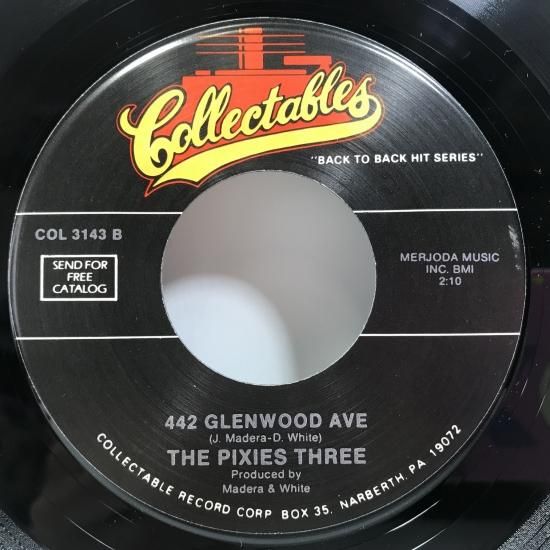 Collectables
"BACK TO BACK HIT SERIES"
COL 3143 B
SEND FOR
FREE
CATALOG
MERJODA MUSIC
INC. BMI
2:10
442 GLENWOOD AVE
(J. Madera-D. White)
THE PIXIES THREE
Produced by
Madera & White
COLLECTABLE RECORD CORP BOX 35, NARBERTH, PA 19072